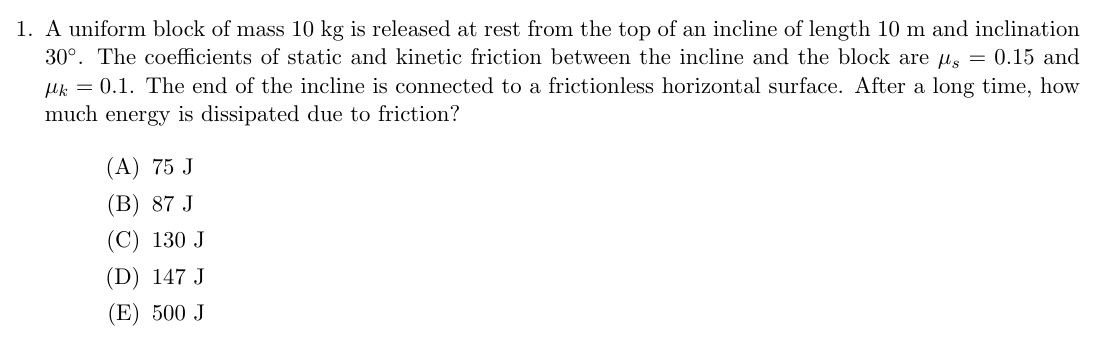 1. A uniform block of mass 10 kg is released at rest from the top of an incline of length 10 m and inclination
30°. The coefficients of static and kinetic friction between the incline and the block are μₛ = 0.15 and
μₖ = 0.1. The end of the incline is connected to a frictionless horizontal surface. After a long time, how
much energy is dissipated due to friction?
(A) 75 J
(B) 87 J
(C) 130 J
(D) 147 J
(E) 500 J